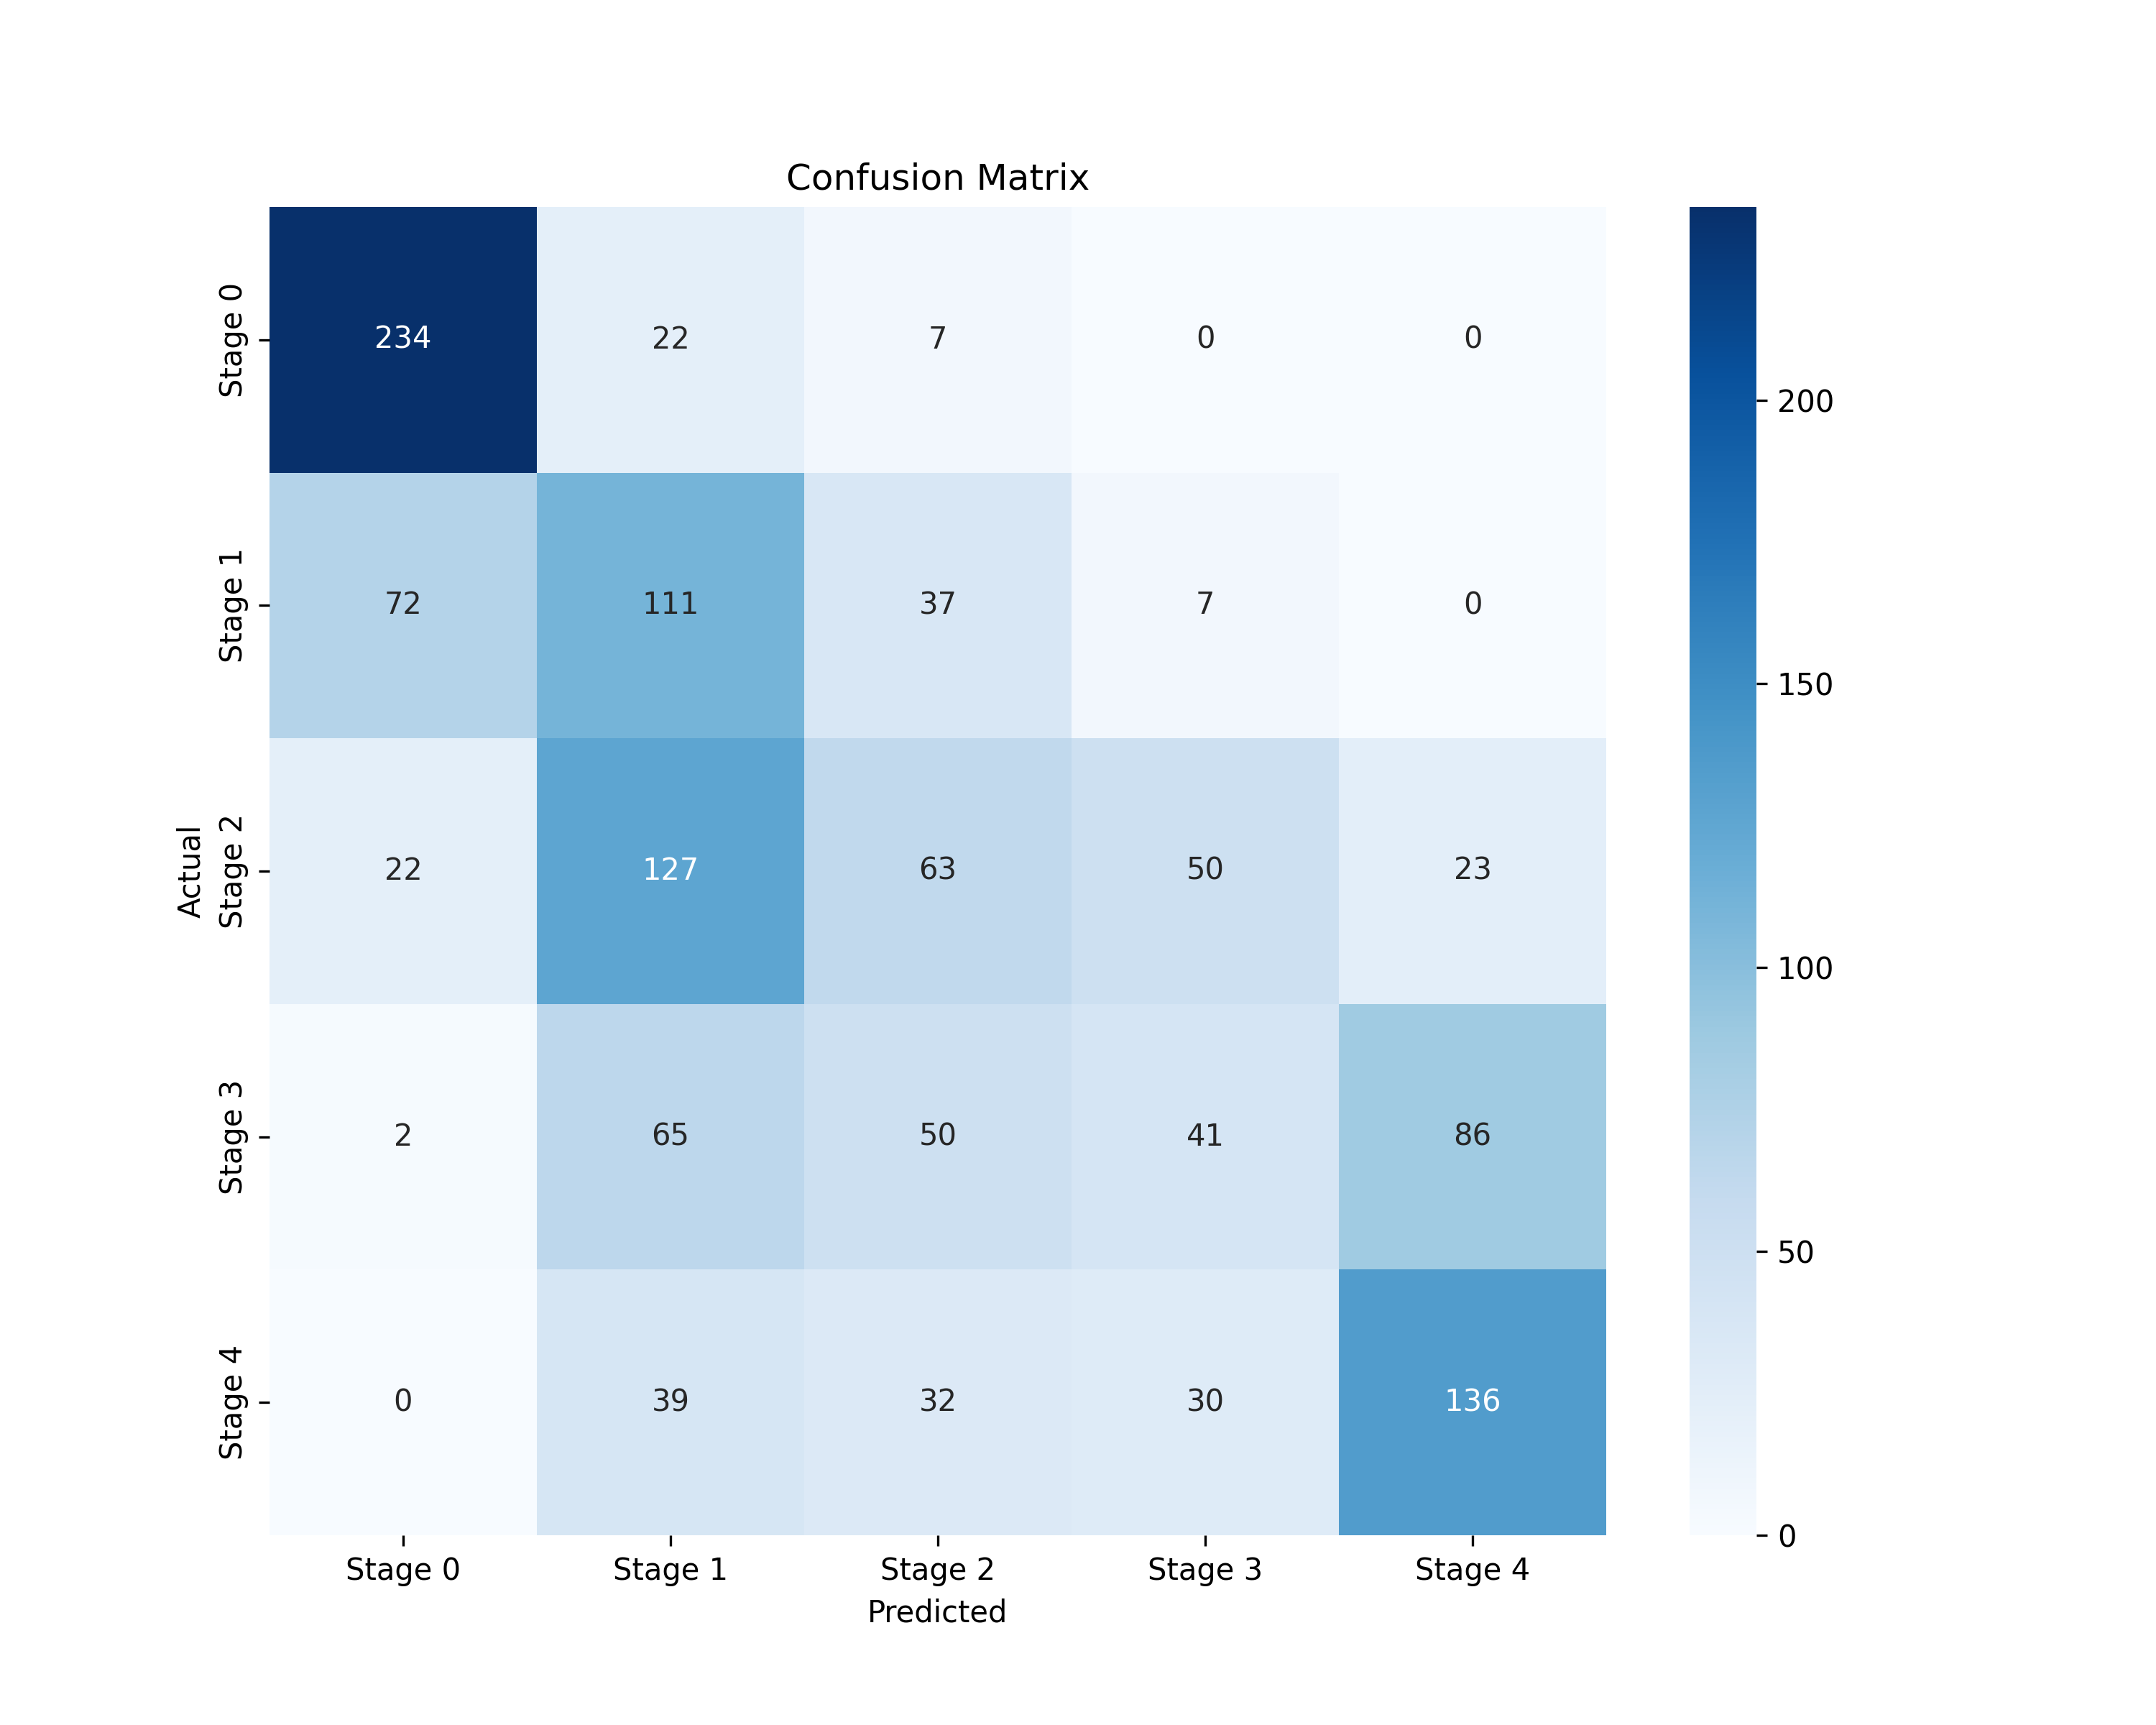 Confusion Matrix
Stage 0 234 22 7 0 0
Stage 1 72 111 37 7 0
Stage 2 22 127 63 50 23
Stage 3 2 65 50 41 86
Stage 4 0 39 32 30 136
Stage 0 Stage 1 Stage 2 Stage 3 Stage 4
Predicted
Actual
200
150
100
50
0